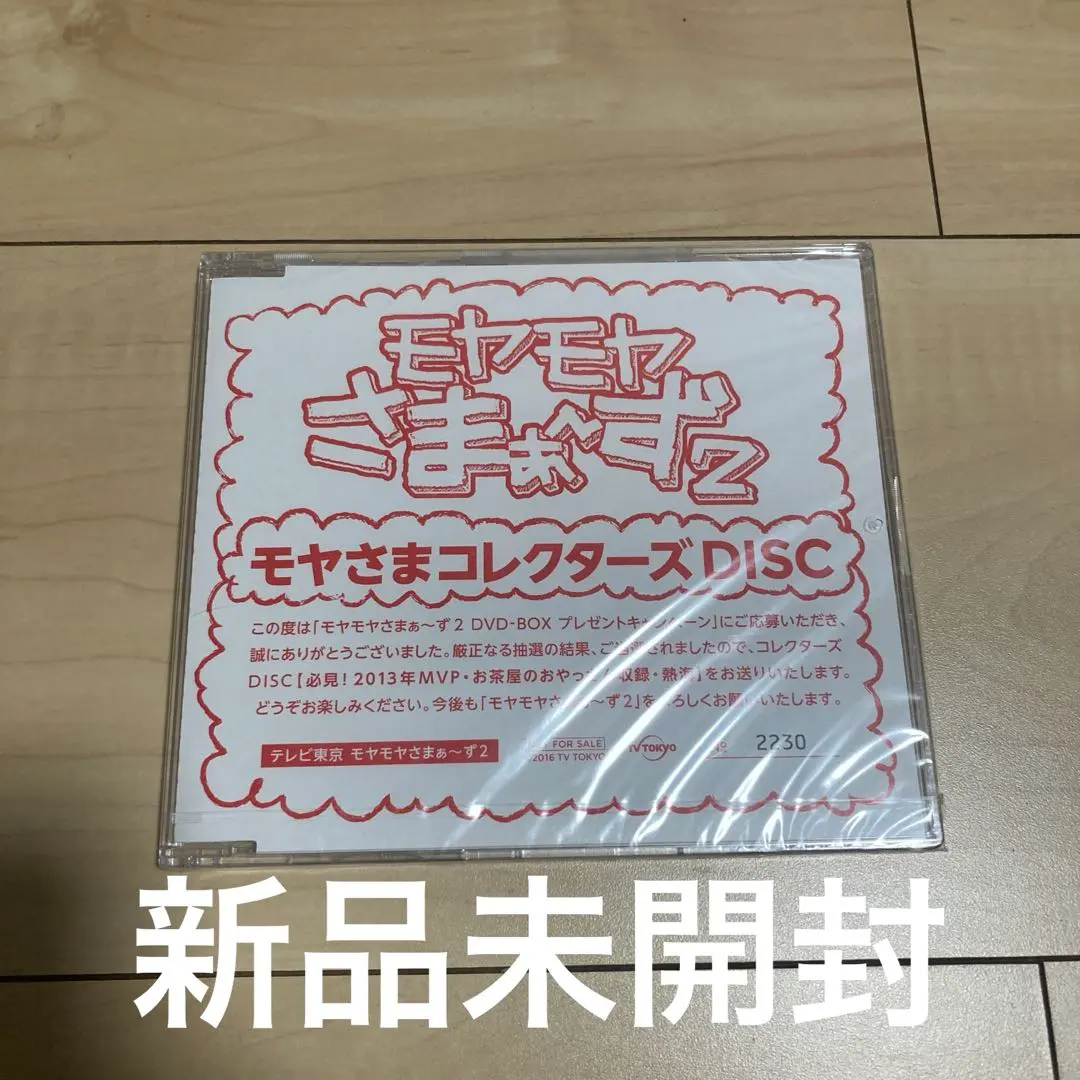 モヤモヤ
さまぁ〜ず2
モヤさまコレクターズDISC
この度は「モヤモヤさまぁ〜ず2 DVD-BOX プレゼントキャンペーン」にご応募いただき、
誠にありがとうございました。厳正なる抽選の結果、ご当選されましたので、コレクターズ
DISC【必見!2013年MVP・お茶屋のおやっさん収録・熱海】をお送りいたします。
どうぞお楽しみください。今後も「モヤモヤさまぁ〜ず2」をよろしくお願いいたします。
テレビ東京 モヤモヤさまぁ〜ず2
FOR SALE
©2016 TV TOKYO
TV TOKYO
№ 2230
新品未開封